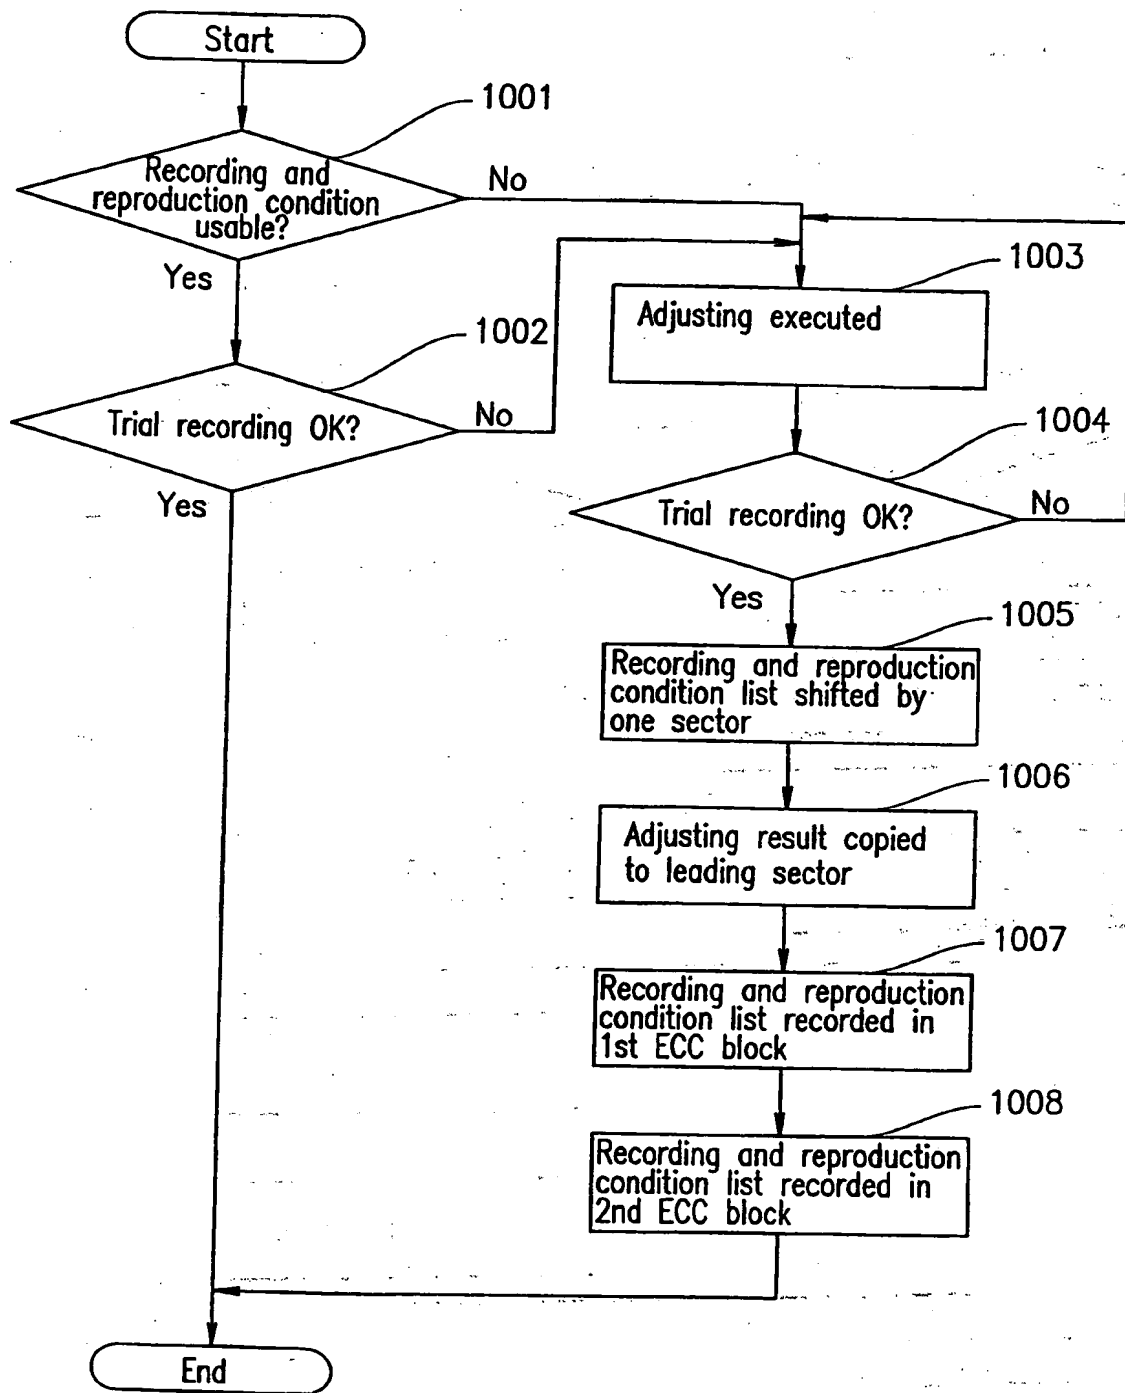 Start
1001
Recording and
reproduction condition
usable?
No
Yes
1002
Trial recording OK?
No
Yes
1003
Adjusting executed
1004
Trial recording OK?
No
Yes
1005
Recording and reproduction
condition list shifted by
one sector
1006
Adjusting result copied
to leading sector
1007
Recording and reproduction
condition list recorded in
1st ECC block
1008
Recording and reproduction
condition list recorded in
2nd ECC block
End